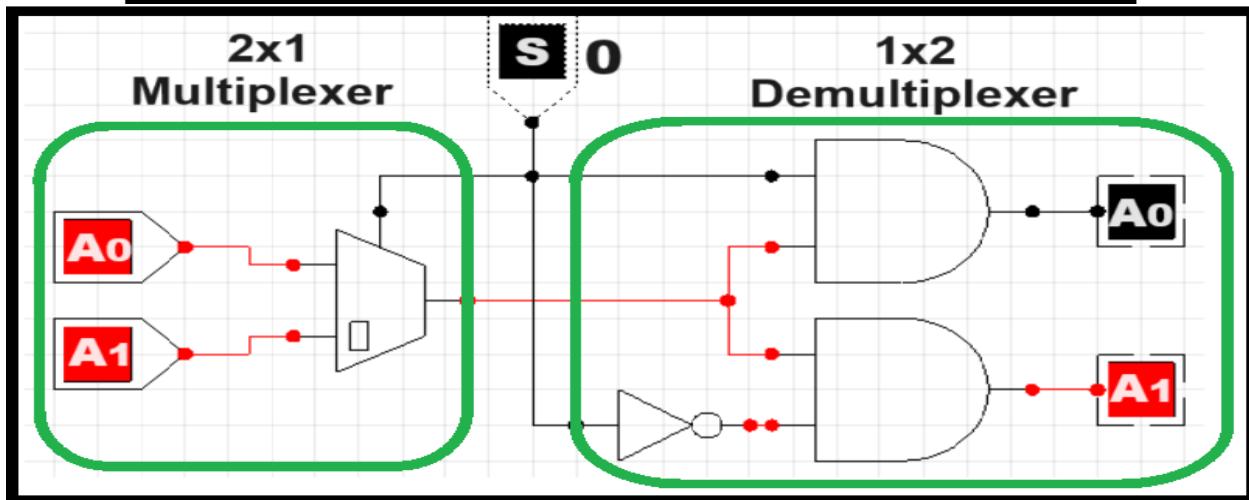 2x1
Multiplexer
S 0
1x2
Demultiplexer
A0
A1
A0
A1